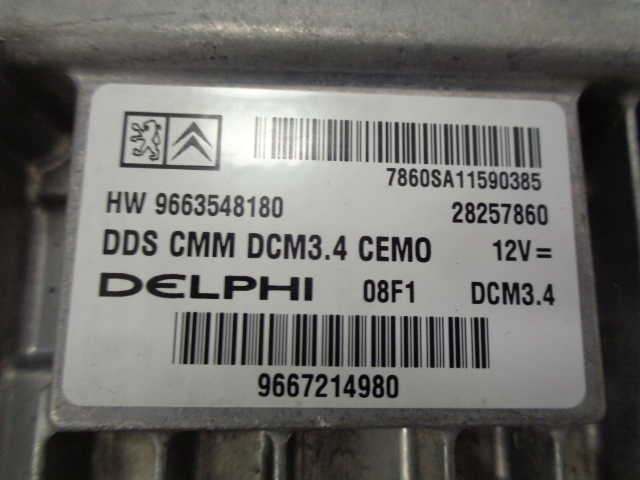 7860SA11590385
HW 9663548180 28257860
DDS CMM DCM3.4 CEMO 12V=
DELPHI 08F1 DCM3.4
9667214980